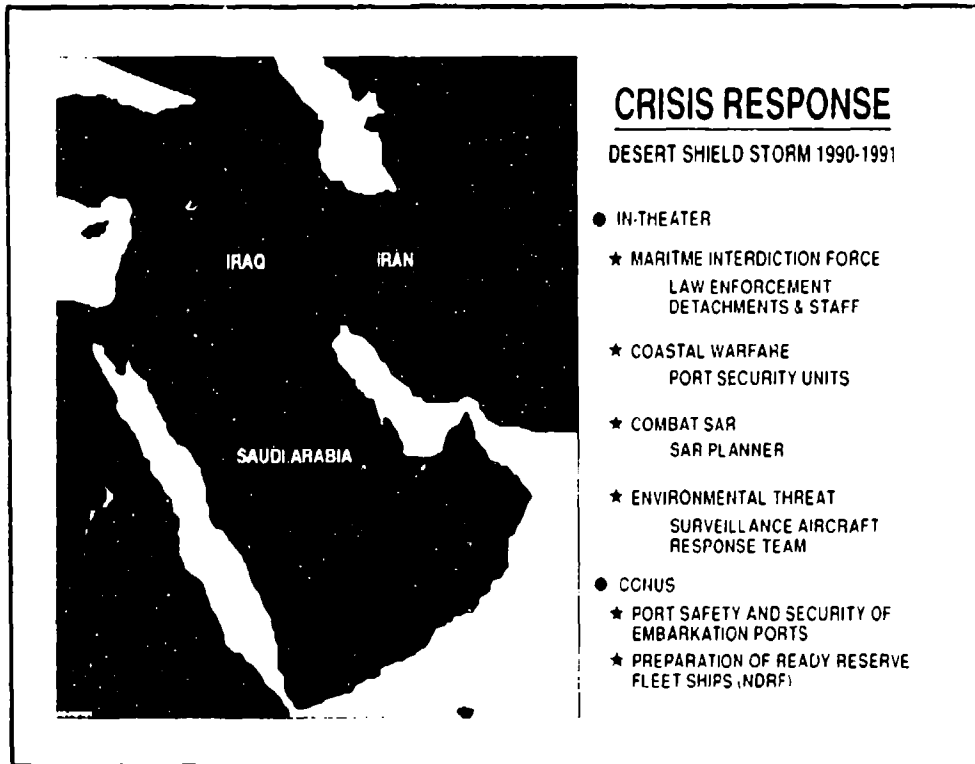 IRAQ
IRAN
SAUDI ARABIA
CRISIS RESPONSE
DESERT SHIELD STORM 1990-1991
● IN-THEATER
★ MARITME INTERDICTION FORCE
LAW ENFORCEMENT
DETACHMENTS & STAFF
★ COASTAL WARFARE
PORT SECURITY UNITS
★ COMBAT SAR
SAR PLANNER
★ ENVIRONMENTAL THREAT
SURVEILLANCE AIRCRAFT
RESPONSE TEAM
● CONUS
★ PORT SAFETY AND SECURITY OF
EMBARKATION PORTS
★ PREPARATION OF READY RESERVE
FLEET SHIPS (NDRF)